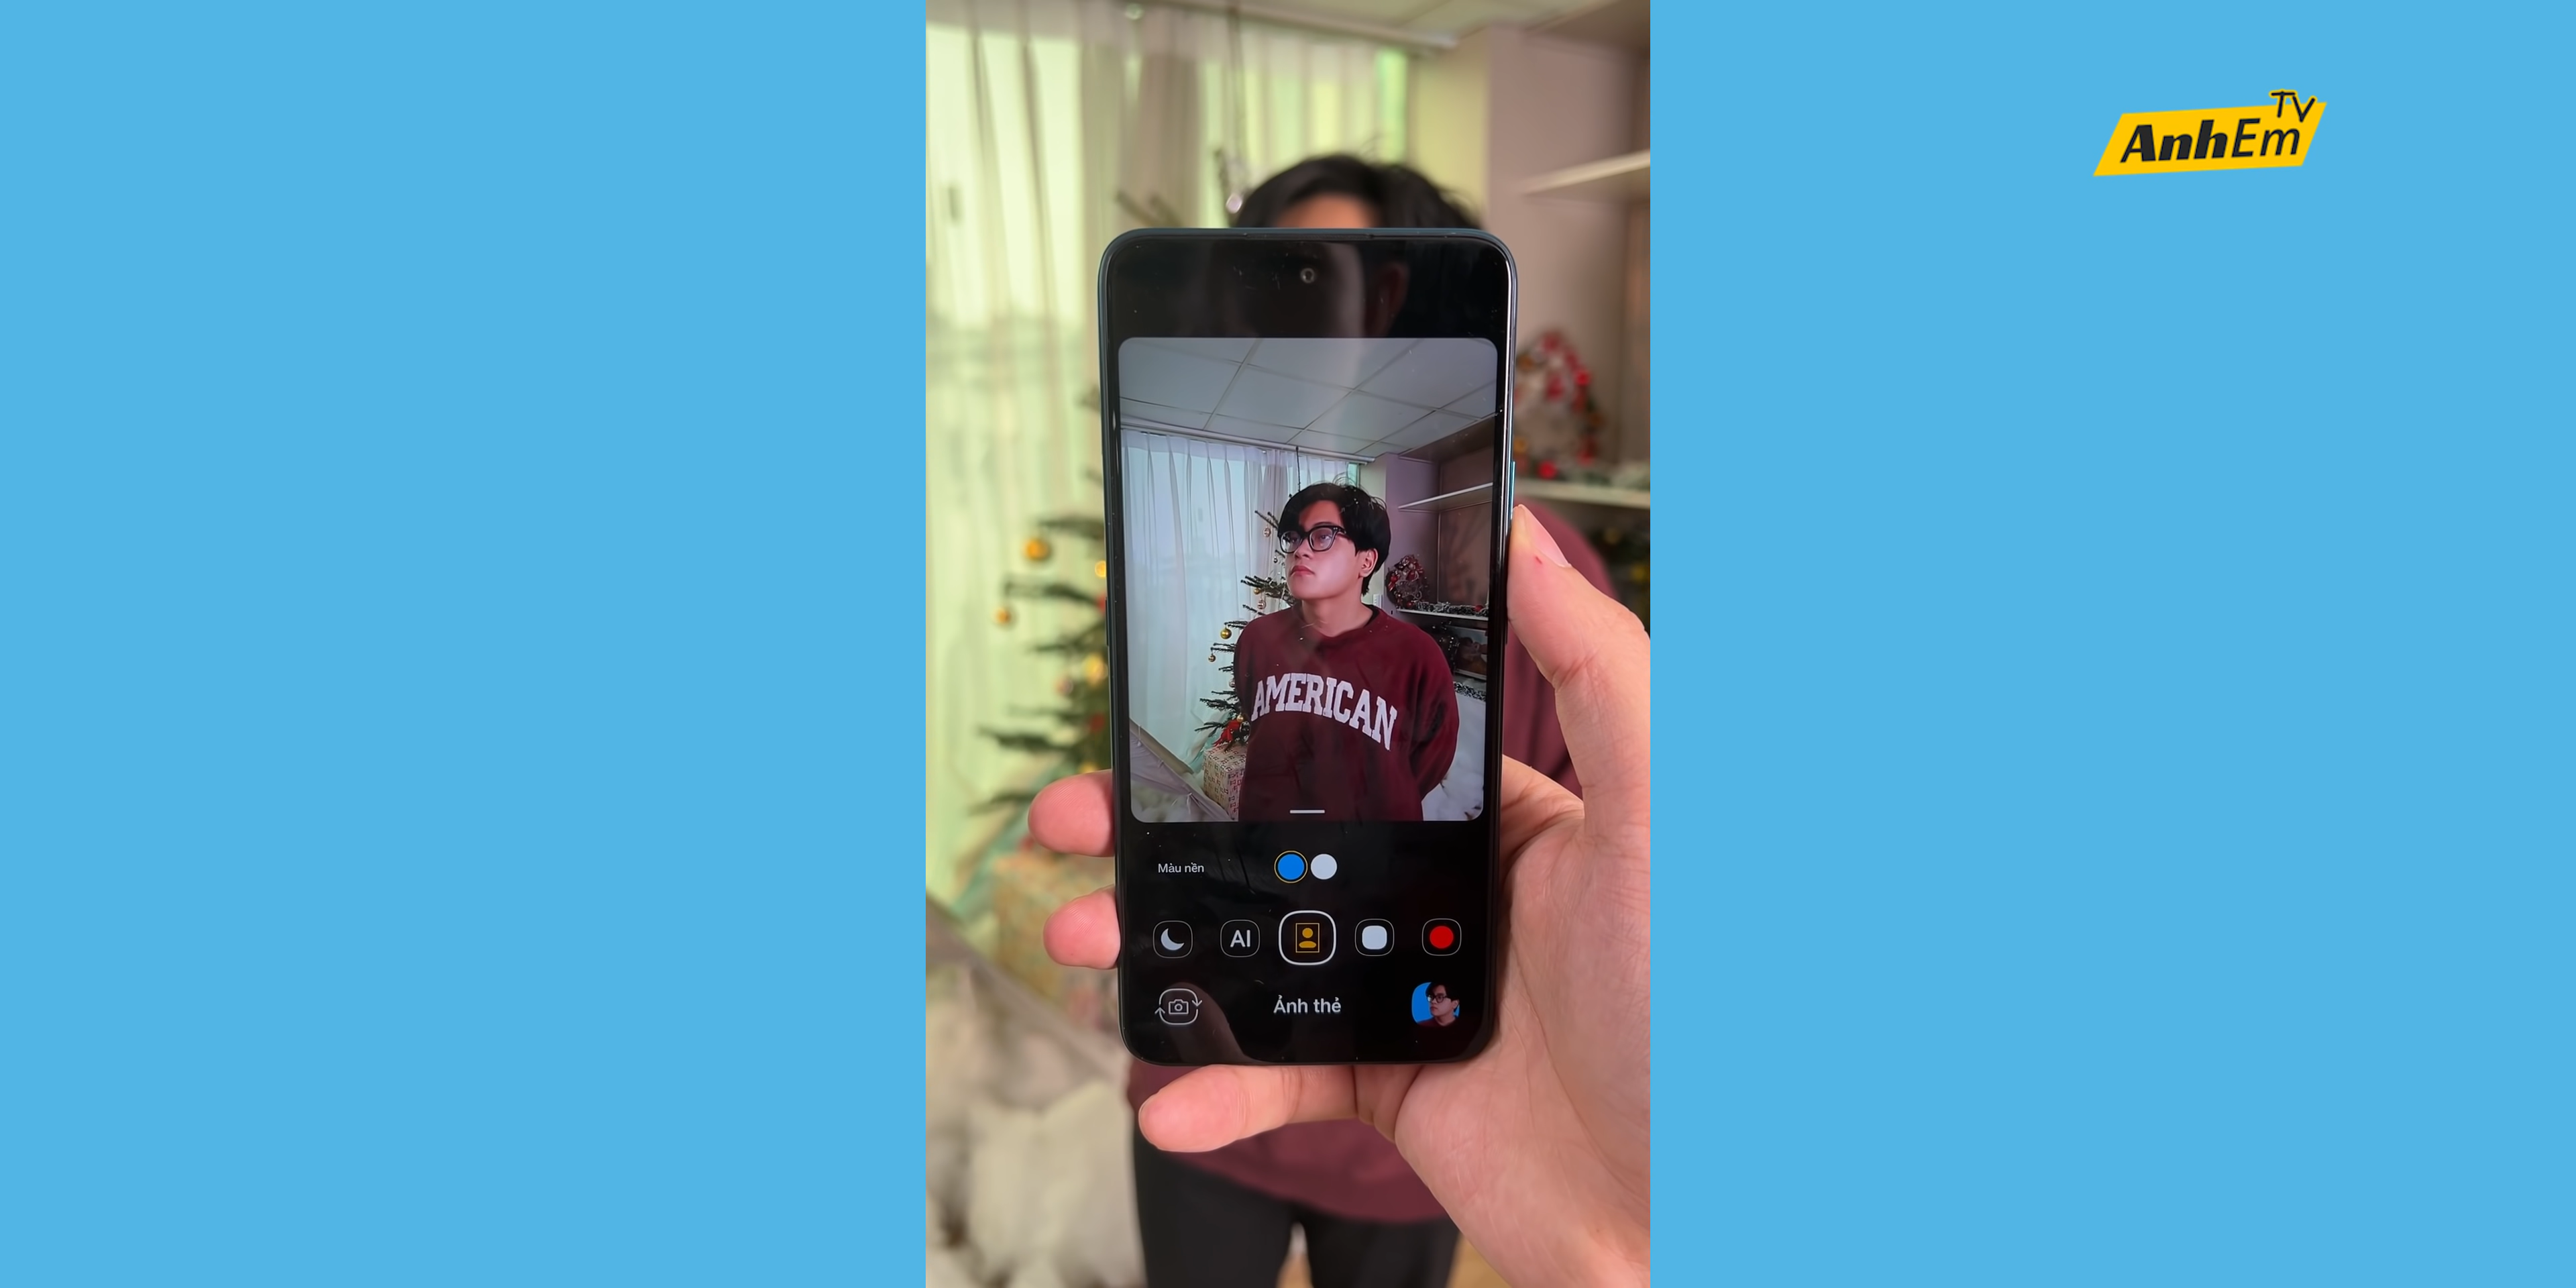 TV
AnhEm
AMERICAN
Màu nền
AI
Ảnh thẻ